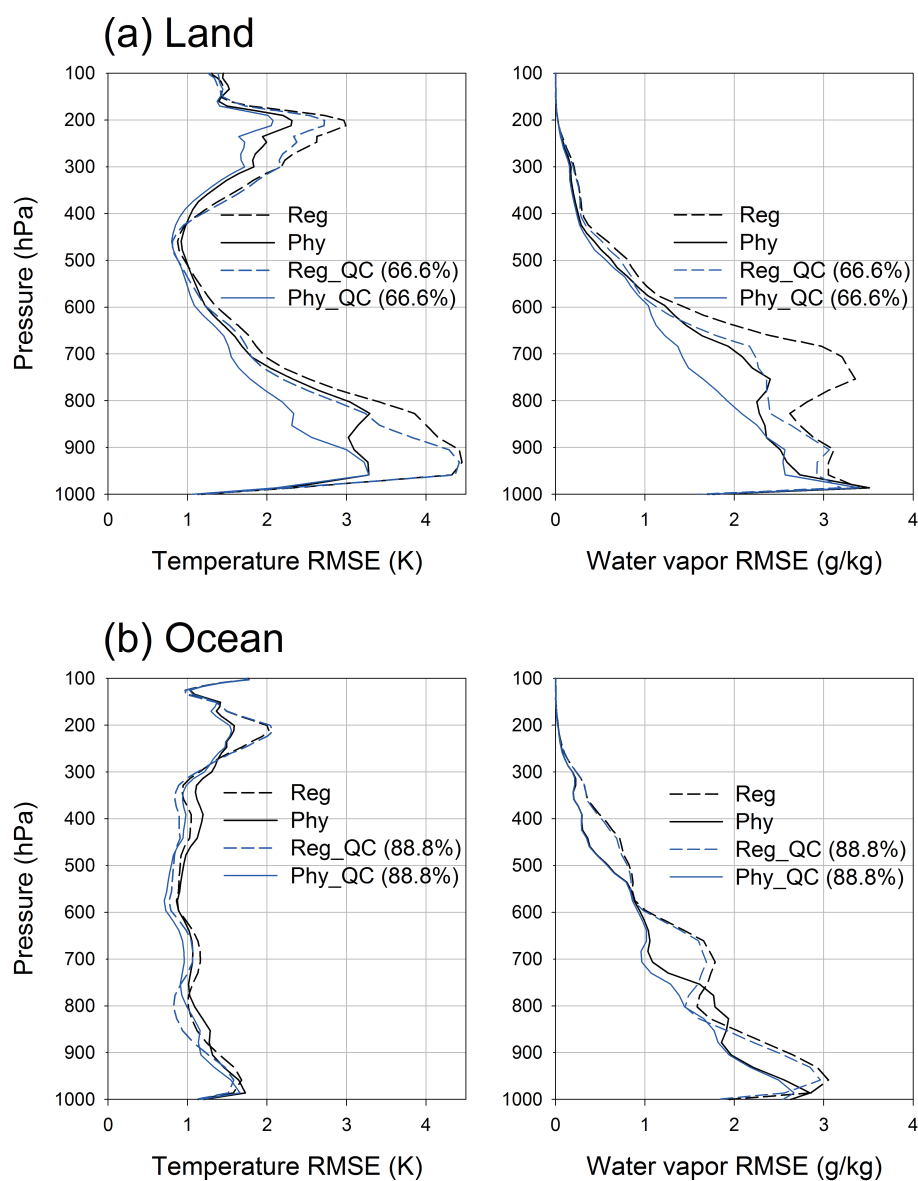 (a) Land
100
200
300
400
500
600
700
800
900
1000
Pressure (hPa)
Reg
Phy
Reg_QC (66.6%)
Phy_QC (66.6%)
0 1 2 3 4
Temperature RMSE (K)
100
200
300
400
500
600
700
800
900
1000
Reg
Phy
Reg_QC (66.6%)
Phy_QC (66.6%)
0 1 2 3 4
Water vapor RMSE (g/kg)
(b) Ocean
100
200
300
400
500
600
700
800
900
1000
Pressure (hPa)
Reg
Phy
Reg_QC (88.8%)
Phy_QC (88.8%)
0 1 2 3 4
Temperature RMSE (K)
100
200
300
400
500
600
700
800
900
1000
Reg
Phy
Reg_QC (88.8%)
Phy_QC (88.8%)
0 1 2 3 4
Water vapor RMSE (g/kg)